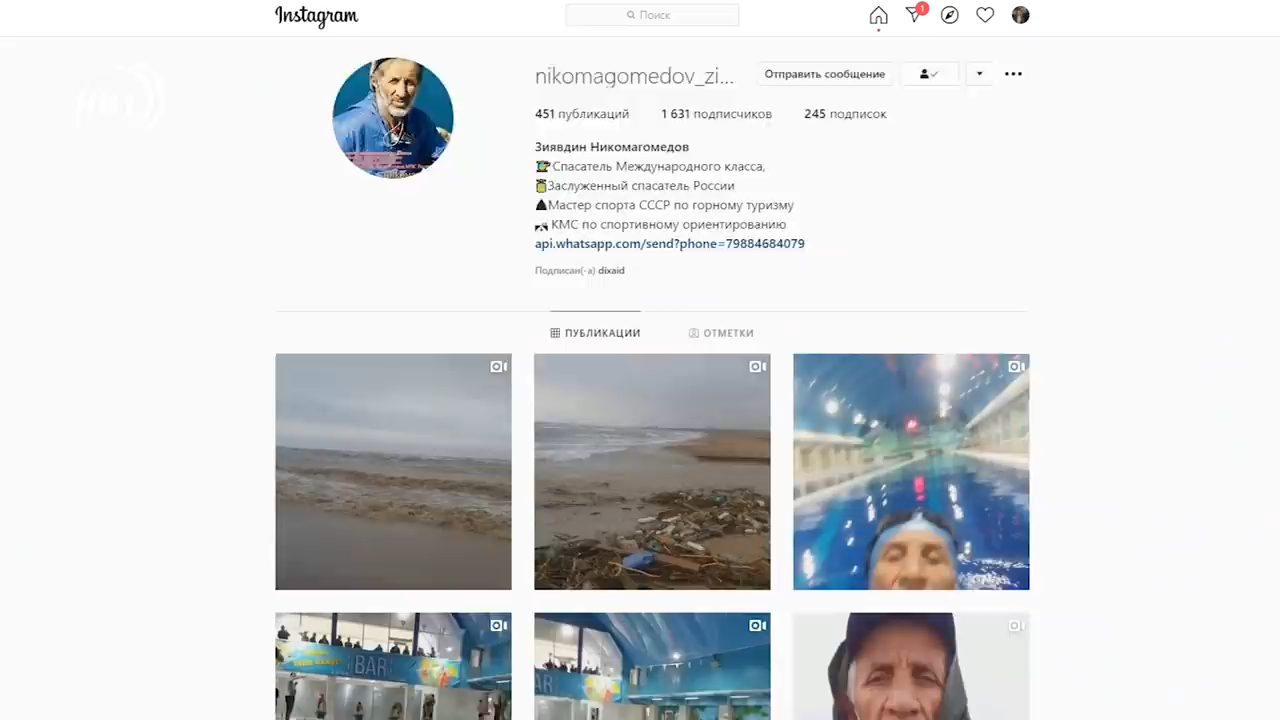 Instagram
Поиск
1
nikomagomedov_zi...
Отправить сообщение
451 публикаций
1 631 подписчиков
245 подписок
Зиявдин Никомагомедов
Спасатель Международного класса,
Заслуженный спасатель России
Мастер спорта СССР по горному туризму
КМС по спортивному ориентированию
api.whatsapp.com/send?phone=79884684079
Подписан(-а) dixaid
ПУБЛИКАЦИИ
ОТМЕТКИ
BAR
AR